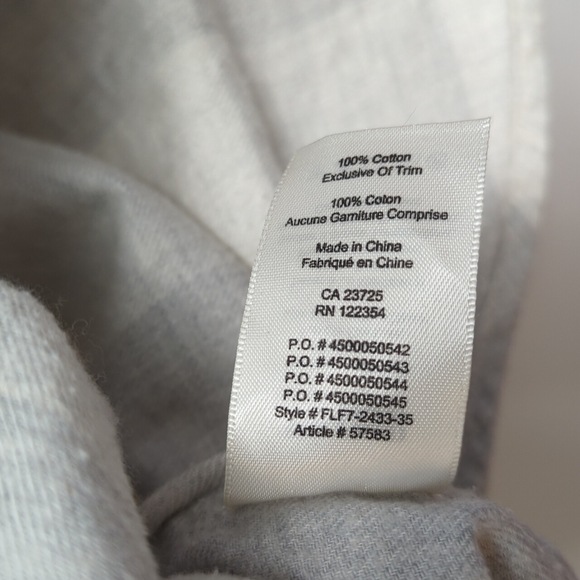 100% Cotton
Exclusive Of Trim
100% Coton
Aucune Garniture Comprise
Made in China
Fabriqué en Chine
CA 23725
RN 122354
P.O. # 4500050542
P.O. # 4500050543
P.O. # 4500050544
P.O. # 4500050545
Style # FLF7-2433-35
Article # 57583